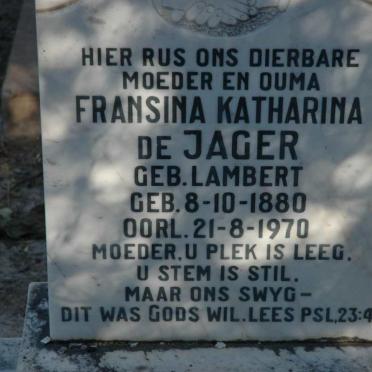 HIER RUS ONS DIERBARE
MOEDER EN OUMA
FRANSINA KATHARINA
DE JAGER
GEB. LAMBERT
GEB. 8-10-1880
OORL. 21-8-1970
MOEDER, U PLEK IS LEEG,
U STEM IS STIL,
MAAR ONS SWYG —
DIT WAS GODS WIL. LEES PSL, 23:4